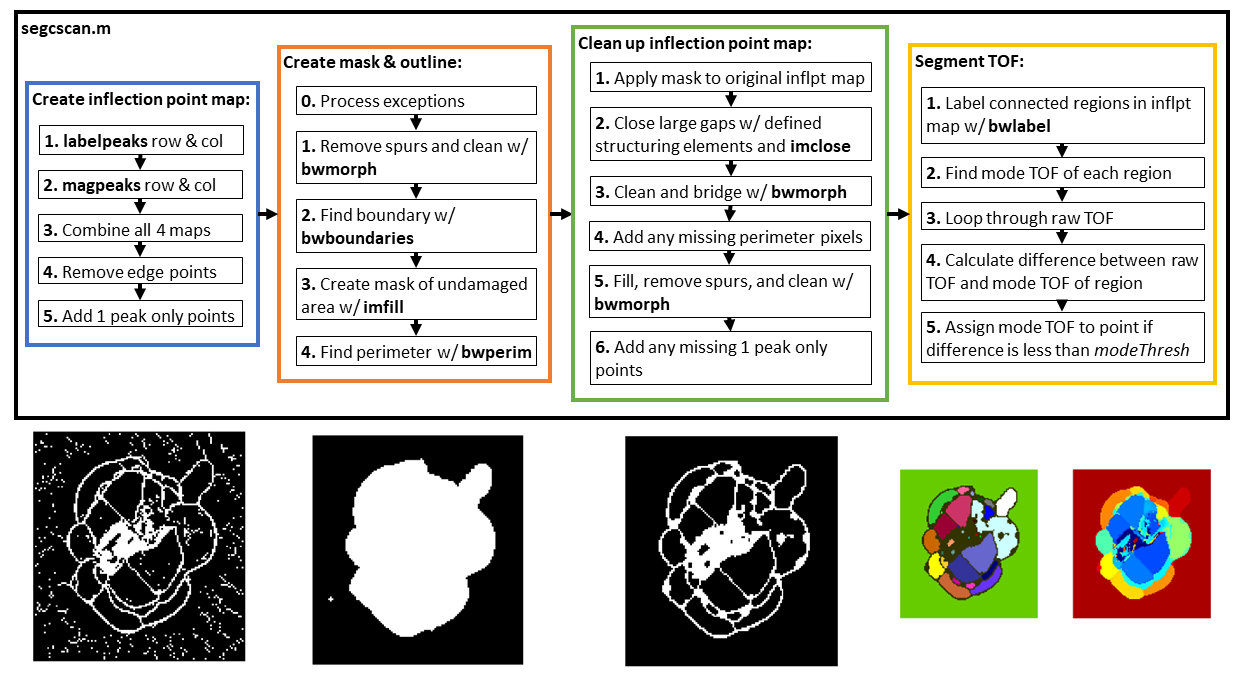 segcscan.m
Create inflection point map:
1. labelpeaks row & col
2. magpeaks row & col
3. Combine all 4 maps
4. Remove edge points
5. Add 1 peak only points
Create mask & outline:
0. Process exceptions
1. Remove spurs and clean w/
bwmorph
2. Find boundary w/
bwboundaries
3. Create mask of undamaged
area w/ imfill
4. Find perimeter w/ bwperim
Clean up inflection point map:
1. Apply mask to original inflpt map
2. Close large gaps w/ defined
structuring elements and imclose
3. Clean and bridge w/ bwmorph
4. Add any missing perimeter pixels
5. Fill, remove spurs, and clean w/
bwmorph
6. Add any missing 1 peak only
points
Segment TOF:
1. Label connected regions in inflpt
map w/ bwlabel
2. Find mode TOF of each region
3. Loop through raw TOF
4. Calculate difference between raw
TOF and mode TOF of region
5. Assign mode TOF to point if
difference is less than modeThresh